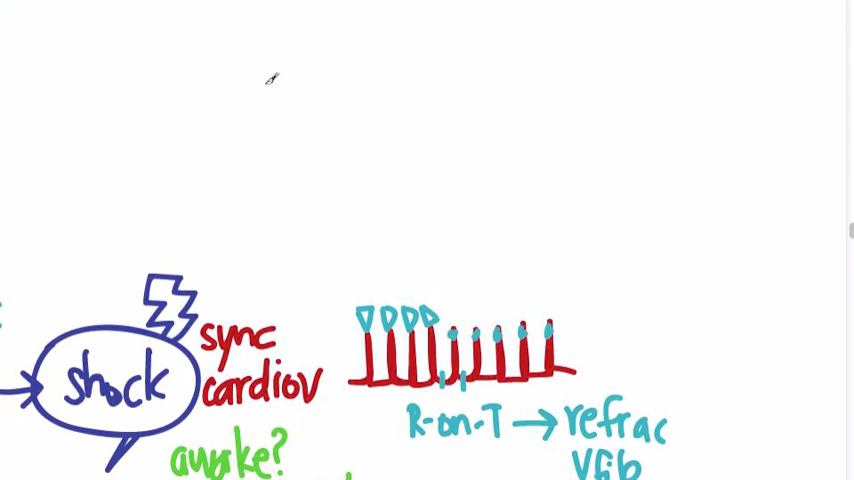 sync
shock
cardiov
R-on-T → refrac
awake?
Vfib